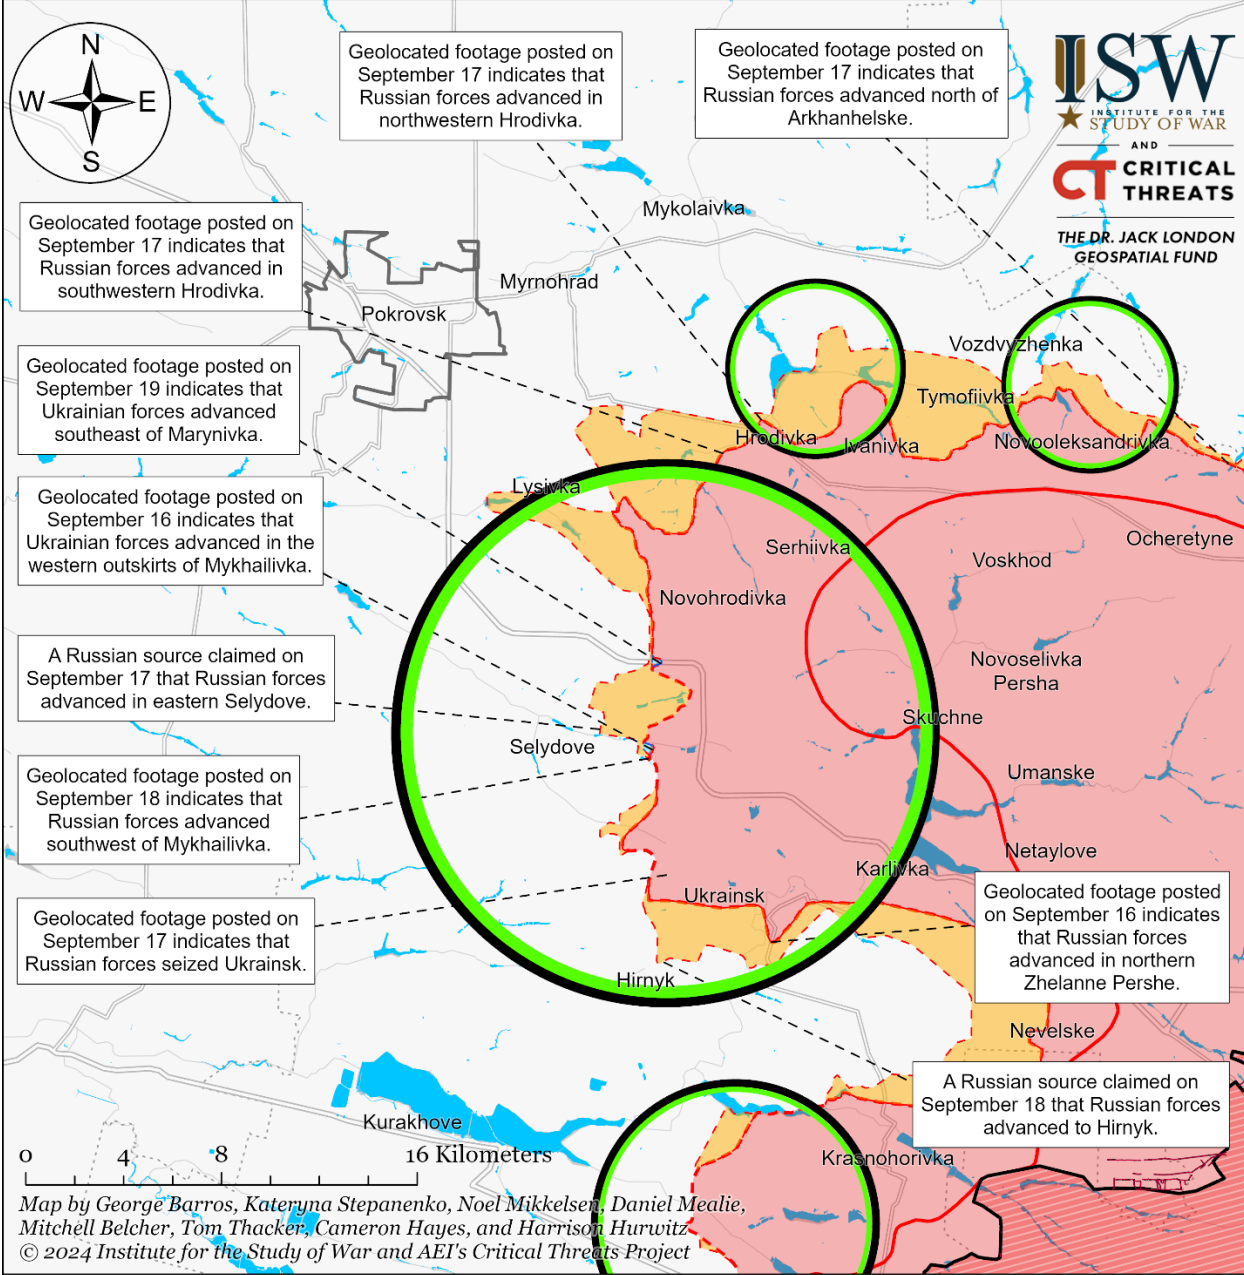 N
W
E
S
Geolocated footage posted on
September 17 indicates that
Russian forces advanced in
northwestern Hrodivka.
Geolocated footage posted on
September 17 indicates that
Russian forces advanced north of
Arkhanhelske.
ISW
INSTITUTE FOR THE
STUDY OF WAR
AND
CT CRITICAL
THREATS
THE DR. JACK LONDON
GEOSPATIAL FUND
Geolocated footage posted on
September 17 indicates that
Russian forces advanced in
southwestern Hrodivka.
Mykolaivka
Myrnohrad
Pokrovsk
Vozdvyzhenka
Geolocated footage posted on
September 19 indicates that
Ukrainian forces advanced
southeast of Marynivka.
Tymofiivka
Hrodivka
Ivanivka
Novooleksandrivka
Geolocated footage posted on
September 16 indicates that
Ukrainian forces advanced in the
western outskirts of Mykhailivka.
Lysivka
Serhiivka
Ocheretyne
Voskhod
Novohrodivka
A Russian source claimed on
September 17 that Russian forces
advanced in eastern Selydove.
Novoselivka
Persha
Skuchne
Selydove
Umanske
Geolocated footage posted on
September 18 indicates that
Russian forces advanced
southwest of Mykhailivka.
Netaylove
Karlivka
Ukrainsk
Geolocated footage posted on
September 17 indicates that
Russian forces seized Ukrainsk.
Geolocated footage posted
on September 16 indicates
that Russian forces
advanced in northern
Zhelanne Pershe.
Hirnyk
Nevelske
A Russian source claimed on
September 18 that Russian forces
advanced to Hirnyk.
Kurakhove
Krasnohorivka
0 4 8 16 Kilometers
Map by George Barros, Kateryna Stepanenko, Noel Mikkelsen, Daniel Mealie,
Mitchell Belcher, Tom Thacker, Cameron Hayes, and Harrison Hurwitz
© 2024 Institute for the Study of War and AEI's Critical Threats Project